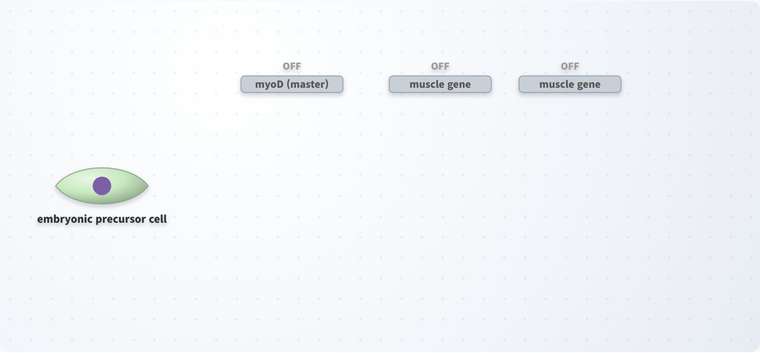 OFF OFF OFF
myoD (master) muscle gene muscle gene
embryonic precursor cell